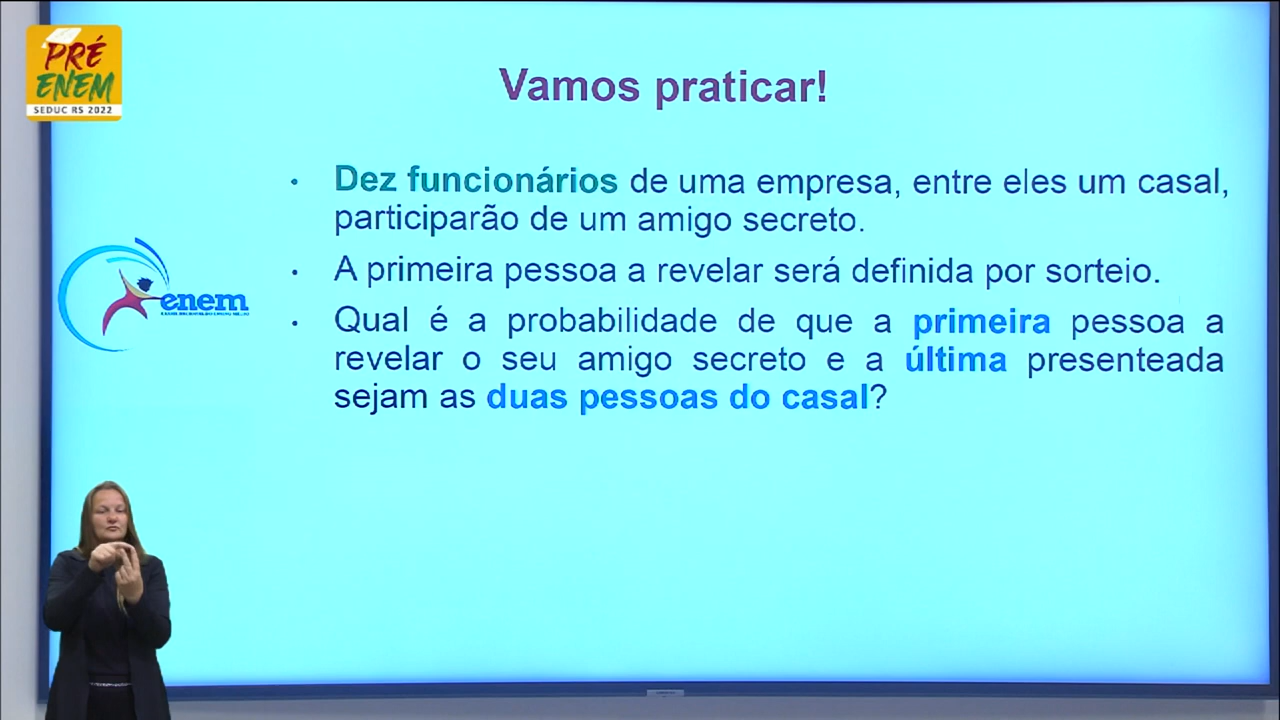 PRÉ
ENEM
SEDUC RS 2022
Vamos praticar!
• Dez funcionários de uma empresa, entre eles um casal,
participarão de um amigo secreto.
• A primeira pessoa a revelar será definida por sorteio.
• Qual é a probabilidade de que a primeira pessoa a
revelar o seu amigo secreto e a última presenteada
sejam as duas pessoas do casal?
enem